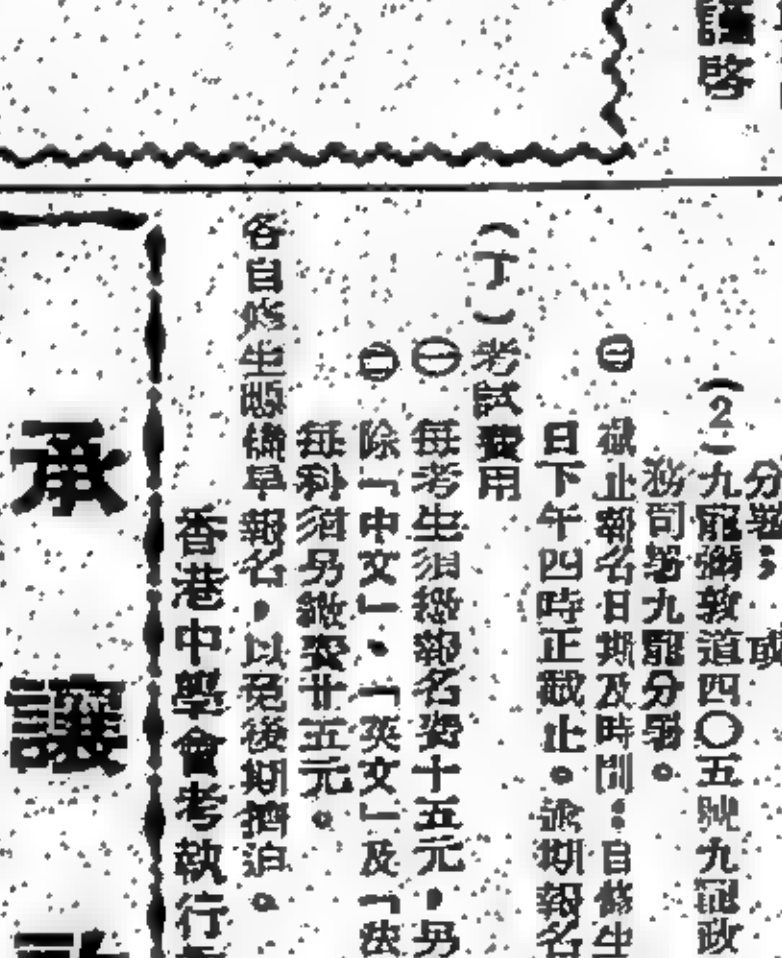 謹啓
分署；或
(2)九龍彌敦道四〇五號九龍政
務司署九龍分署。
㊁截止報名日期及時間：自修生
日下午四時正截止。逾期報名
(丁)考試費用
㊀每考生須繳報名費十五元，另
㊁除「中文」、「英文」及「法
每科須另繳費廿五元。
各自修生應儘早報名，以免後期擠迫。
香港中學會考執行
承讓